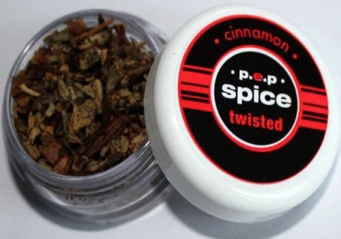 • cinnamon •
• p.e.p •
spice
twisted